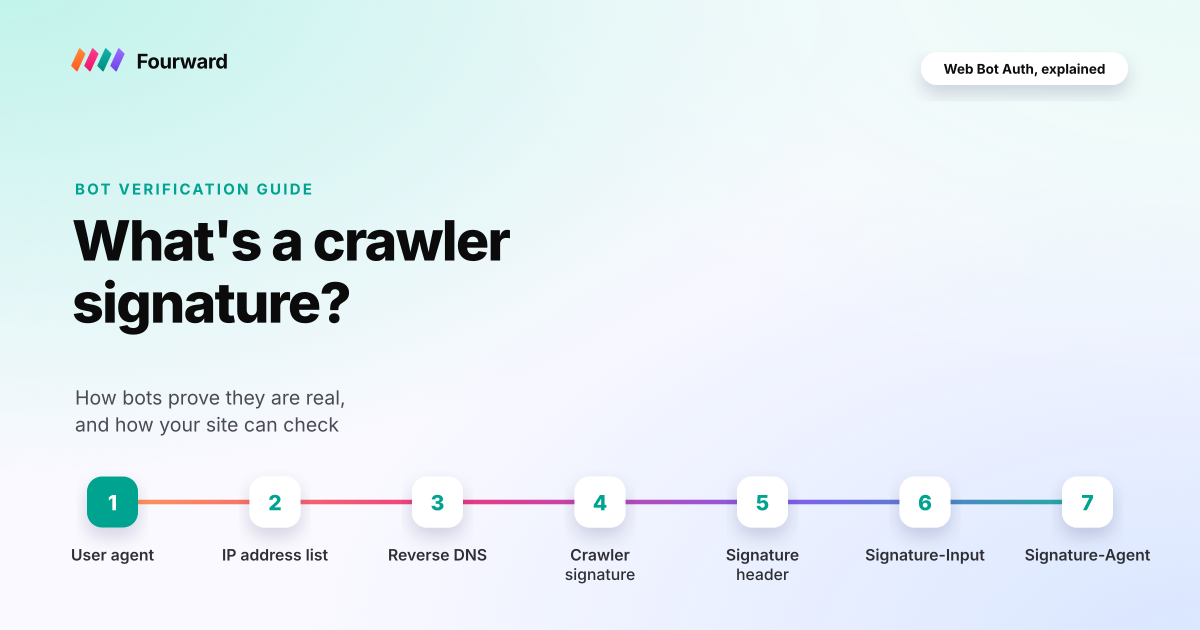 Fourward
Web Bot Auth, explained
BOT VERIFICATION GUIDE
What's a crawler
signature?
How bots prove they are real,
and how your site can check
1
2
3
4
5
6
7
User agent
IP address list
Reverse DNS
Crawler
signature
Signature
header
Signature-Input
Signature-Agent